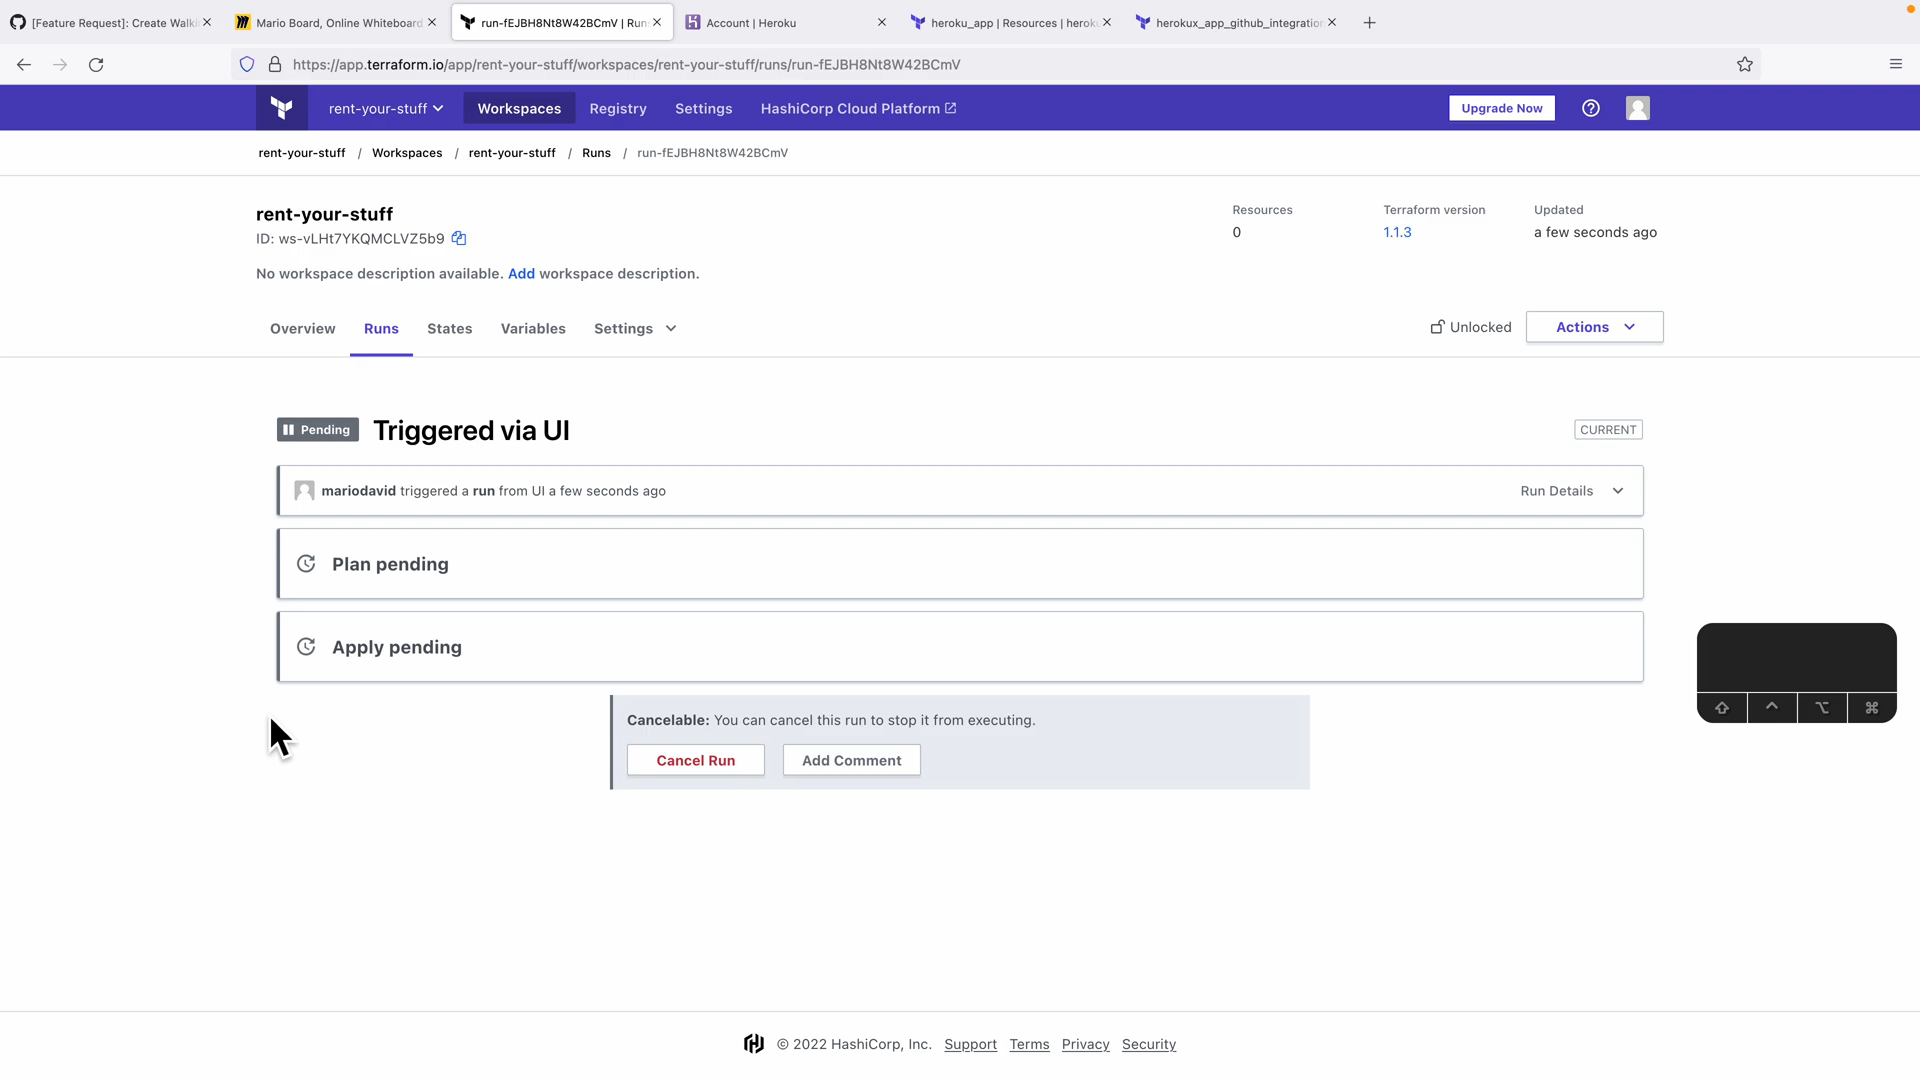 [Feature Request]: Create Walki
Mario Board, Online Whiteboard
run-fEJBH8Nt8W42BCmV | Run
Account | Heroku
heroku_app | Resources | herok
herokux_app_github_integration
https://app.terraform.io/app/rent-your-stuff/workspaces/rent-your-stuff/runs/run-fEJBH8Nt8W42BCmV
rent-your-stuff
Workspaces
Registry
Settings
HashiCorp Cloud Platform
Upgrade Now
rent-your-stuff / Workspaces / rent-your-stuff / Runs / run-fEJBH8Nt8W42BCmV
rent-your-stuff
ID: ws-vLHt7YKQMCLVZ5b9
No workspace description available. Add workspace description.
Resources
0
Terraform version
1.1.3
Updated
a few seconds ago
Overview
Runs
States
Variables
Settings
Unlocked
Actions
Pending
Triggered via UI
CURRENT
mariodavid triggered a run from UI a few seconds ago
Run Details
Plan pending
Apply pending
Cancelable: You can cancel this run to stop it from executing.
Cancel Run
Add Comment
© 2022 HashiCorp, Inc.
Support
Terms
Privacy
Security